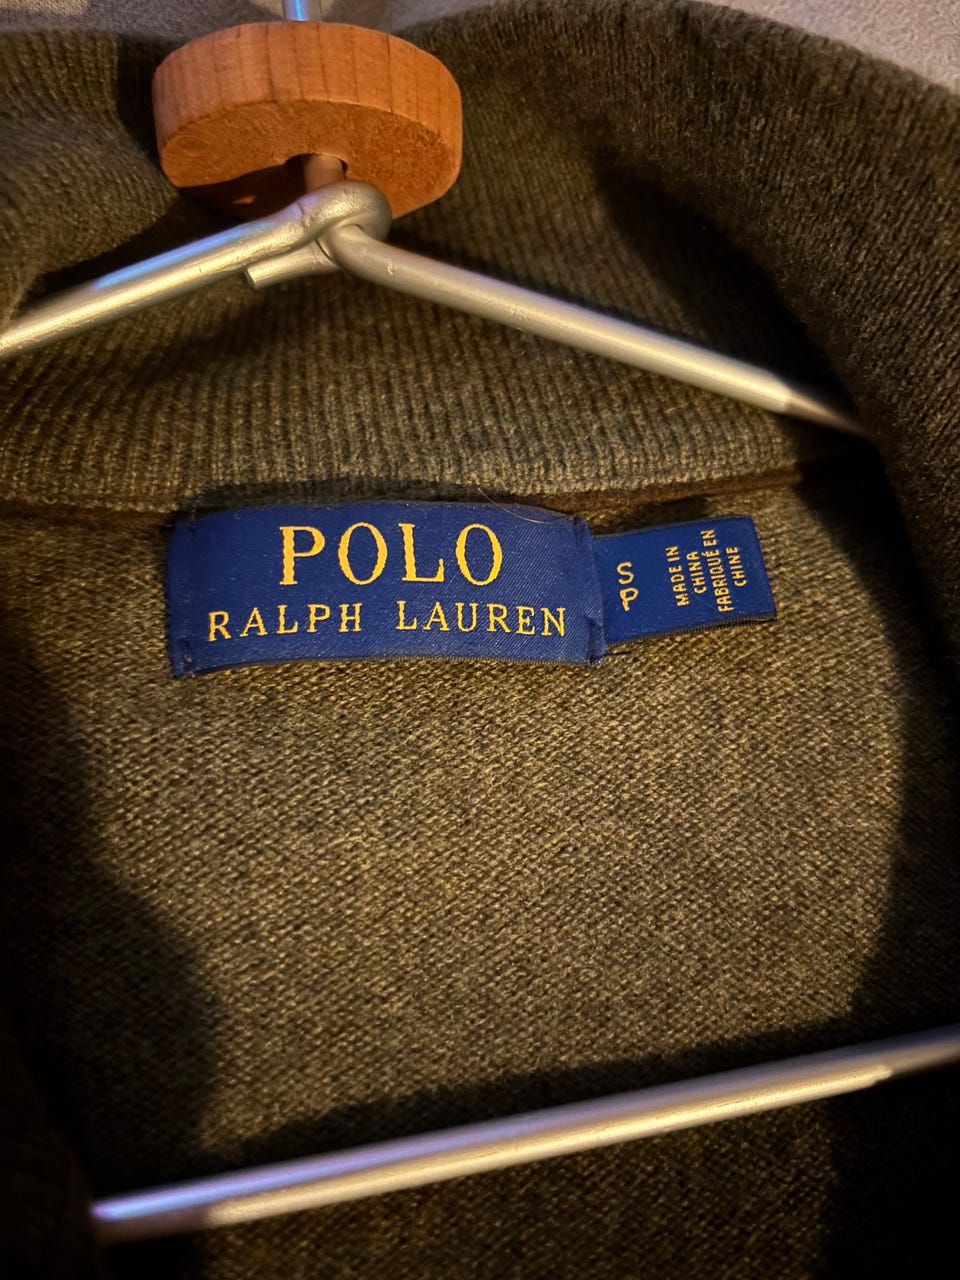 POLO
RALPH LAUREN
S
P
MADE IN
CHINA
FABRIQUÉ EN
CHINE